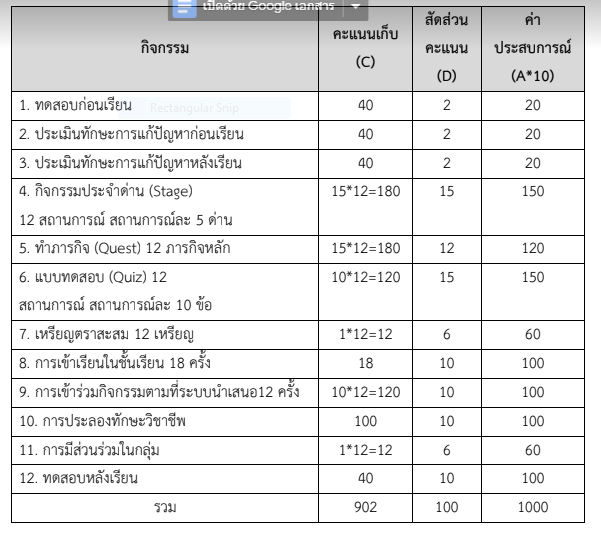 เปิดด้วย Google เอกสาร
กิจกรรม คะแนนเก็บ (C) สัดส่วน คะแนน (D) ค่า ประสบการณ์ (A*10)
Rectangular Snip
1. ทดสอบก่อนเรียน 40 2 20
2. ประเมินทักษะการแก้ปัญหาก่อนเรียน 40 2 20
3. ประเมินทักษะการแก้ปัญหาหลังเรียน 40 2 20
4. กิจกรรมประจำด่าน (Stage) 15*12=180 15 150
12 สถานการณ์ สถานการณ์ละ 5 ด่าน
5. ทำภารกิจ (Quest) 12 ภารกิจหลัก 15*12=180 12 120
6. แบบทดสอบ (Quiz) 12 10*12=120 15 150
สถานการณ์ สถานการณ์ละ 10 ข้อ
7. เหรียญตราสะสม 12 เหรียญ 1*12=12 6 60
8. การเข้าเรียนในชั้นเรียน 18 ครั้ง 18 10 100
9. การเข้าร่วมกิจกรรมตามที่ระบบนำเสนอ12 ครั้ง 10*12=120 10 100
10. การประลองทักษะวิชาชีพ 100 10 100
11. การมีส่วนร่วมในกลุ่ม 1*12=12 6 60
12. ทดสอบหลังเรียน 40 10 100
รวม 902 100 1000